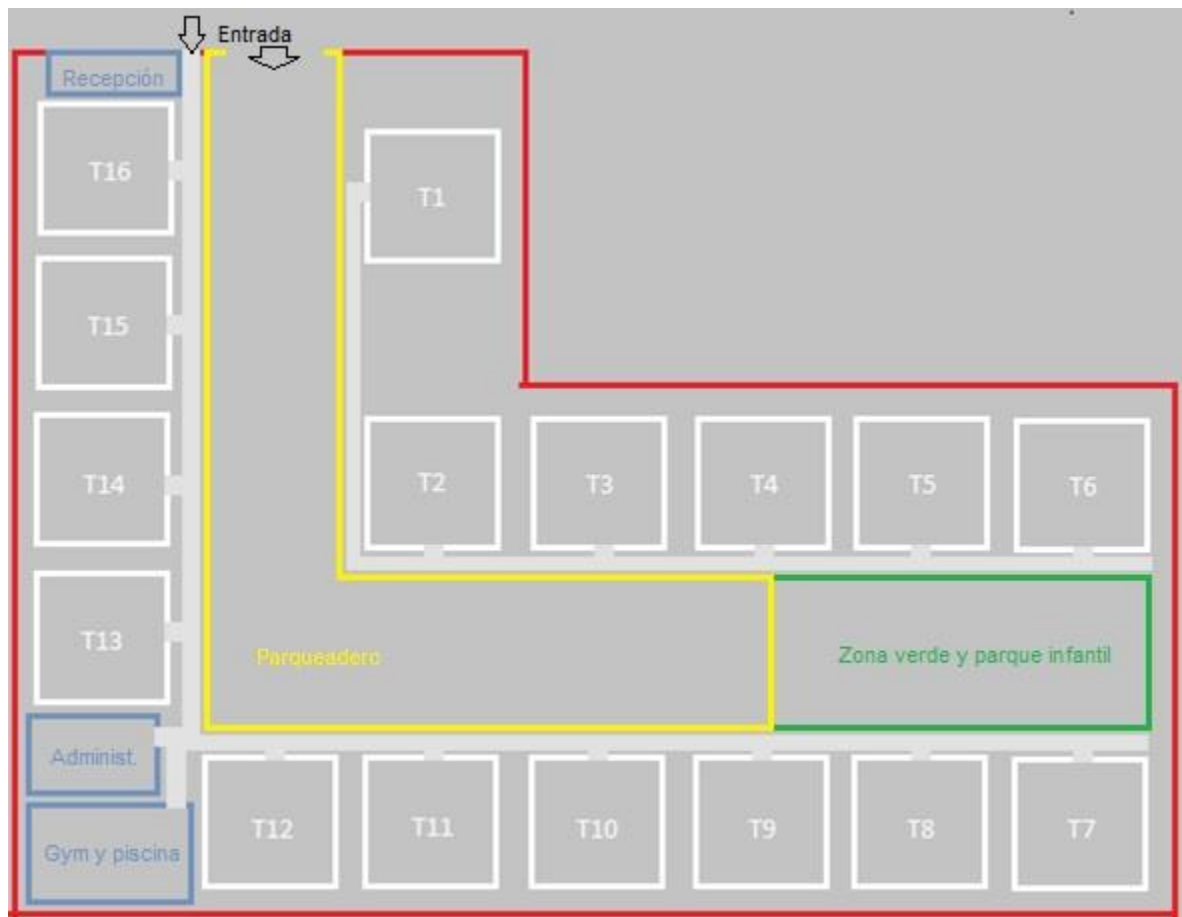 Entrada
Recepción
T16
T1
T15
T14
T2
T3
T4
T5
T6
T13
Parqueadero
Zona verde y parque infantil
Administ.
T12
T11
T10
T9
T8
T7
Gym y piscina